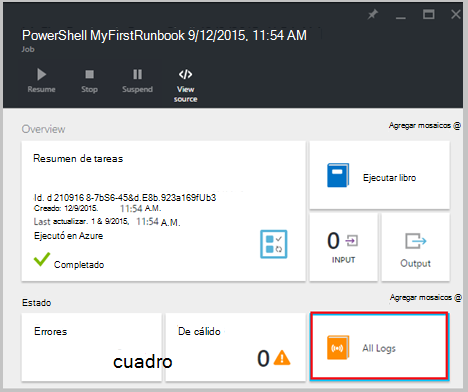 PowerShell MyFirstRunbook 9/12/2015, 11:54 AM
Job
Resume
Stop
Suspend
View
source
Overview
Agregar mosaicos @
Resumen de tareas
Id. d 210916 8-7bS6-45&d.E8b.923a169fUb3
Creado: 12/9/2015. 11:54 A.M.
Last actualizar. 1 & 9/2015, 11:54 A.M.
Ejecutó en Azure
Completado
Ejecutar libro
0
INPUT
Output
Estado
Agregar mosaicos @
Errores
cuadro
De cálido
0
All Logs